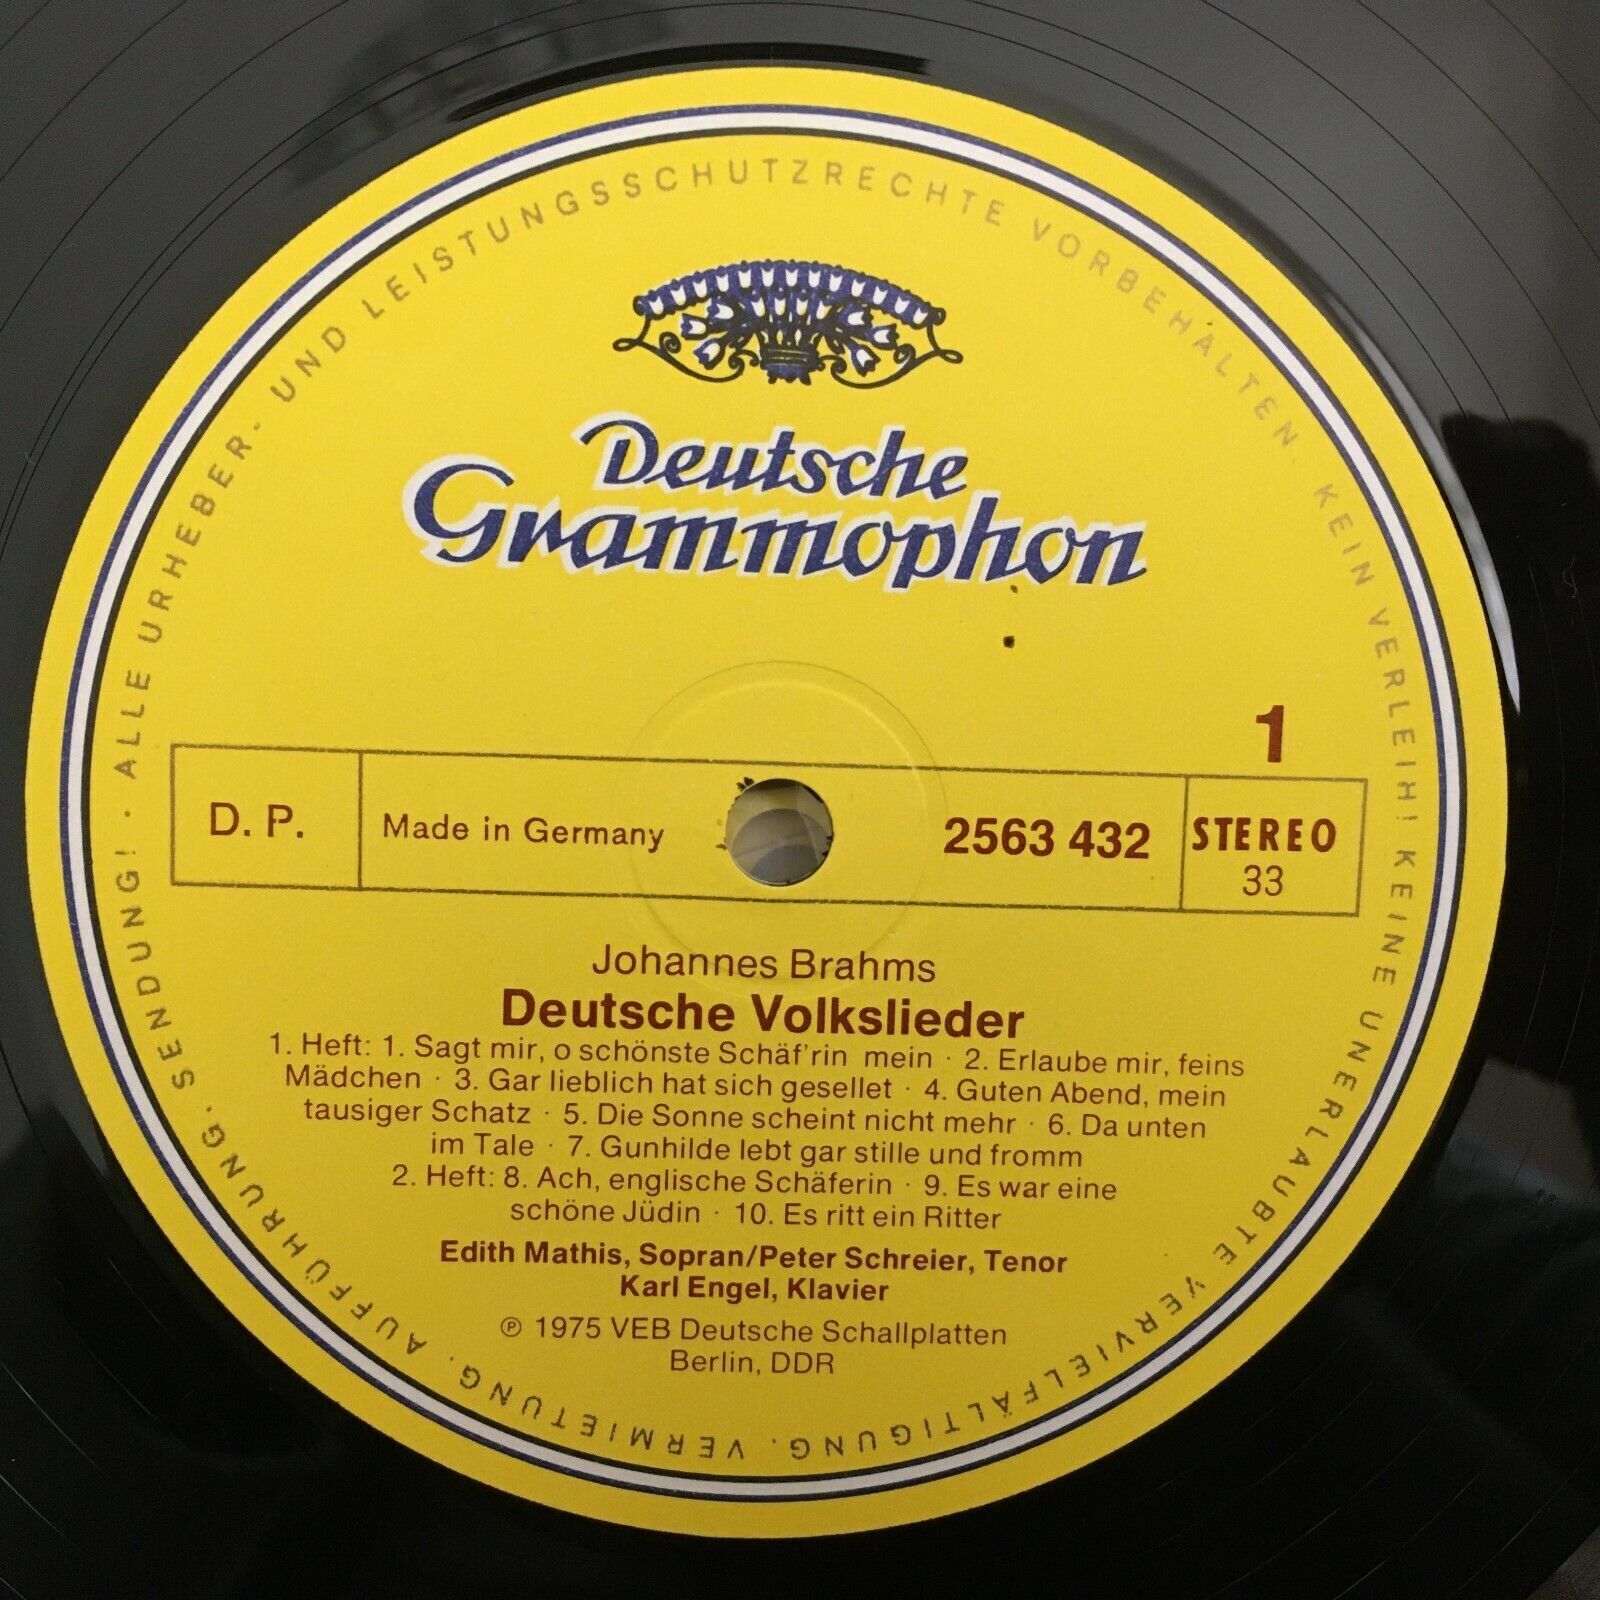 ALLE URHEBER- UND LEISTUNGSSCHUTZRECHTE VORBEHALTEN. KEIN VERLEIH! KEINE UNERLAUBTE VERVIELFÄLTIGUNG, VERMIETUNG, AUFFÜHRUNG, SENDUNG! ·
Deutsche
Grammophon
1
D. P.
Made in Germany
2563 432
STEREO
33
Johannes Brahms
Deutsche Volkslieder
1. Heft: 1. Sagt mir, o schönste Schäf'rin mein · 2. Erlaube mir, feins
Mädchen · 3. Gar lieblich hat sich gesellet · 4. Guten Abend, mein
tausiger Schatz · 5. Die Sonne scheint nicht mehr · 6. Da unten
im Tale · 7. Gunhilde lebt gar stille und fromm
2. Heft: 8. Ach, englische Schäferin · 9. Es war eine
schöne Jüdin · 10. Es ritt ein Ritter
Edith Mathis, Sopran/Peter Schreier, Tenor
Karl Engel, Klavier
℗ 1975 VEB Deutsche Schallplatten
Berlin, DDR